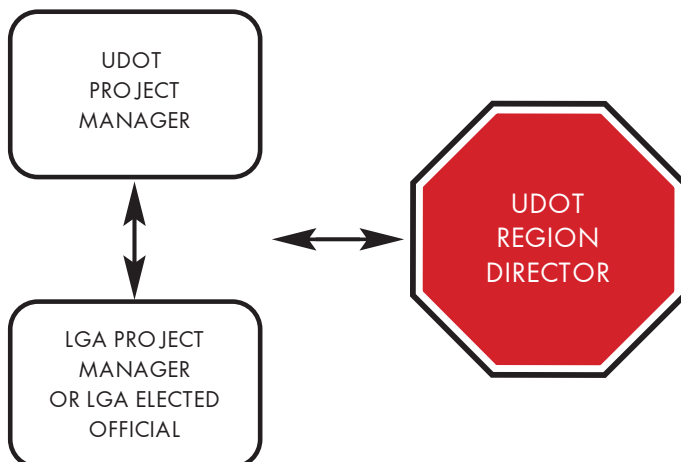 UDOT
PROJECT
MANAGER
UDOT
REGION
DIRECTOR
LGA PROJECT
MANAGER
OR LGA ELECTED
OFFICIAL